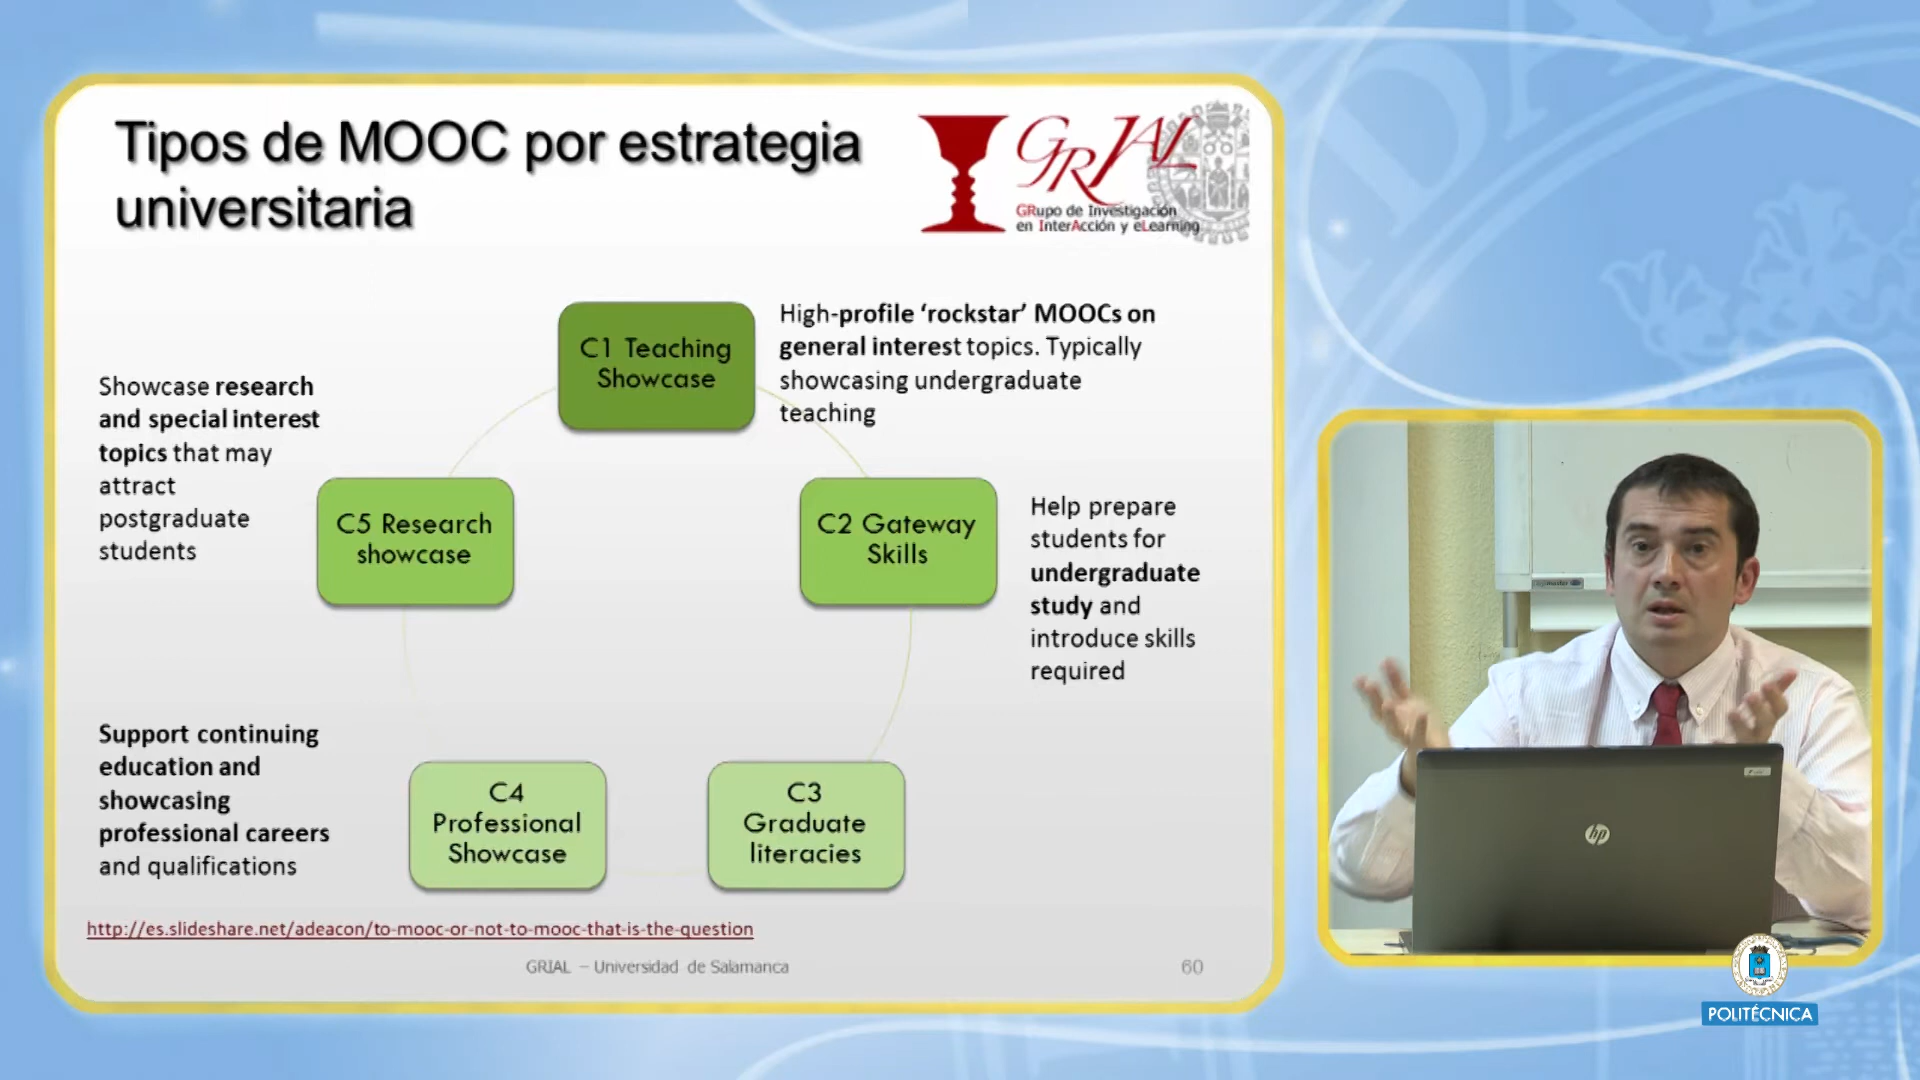 Tipos de MOOC por estrategia
universitaria
GRIAL
GRupo de Investigación
en InterAcción y eLearning
C1 Teaching
Showcase
High-profile ‘rockstar’ MOOCs on
general interest topics. Typically
showcasing undergraduate
teaching
Showcase research
and special interest
topics that may
attract
postgraduate
students
C5 Research
showcase
C2 Gateway
Skills
Help prepare
students for
undergraduate
study and
introduce skills
required
Support continuing
education and
showcasing
professional careers
and qualifications
C4
Professional
Showcase
C3
Graduate
literacies
http://es.slideshare.net/adeacon/to-mooc-or-not-to-mooc-that-is-the-question
GRIAL – Universidad de Salamanca
60
hp
POLITÉCNICA